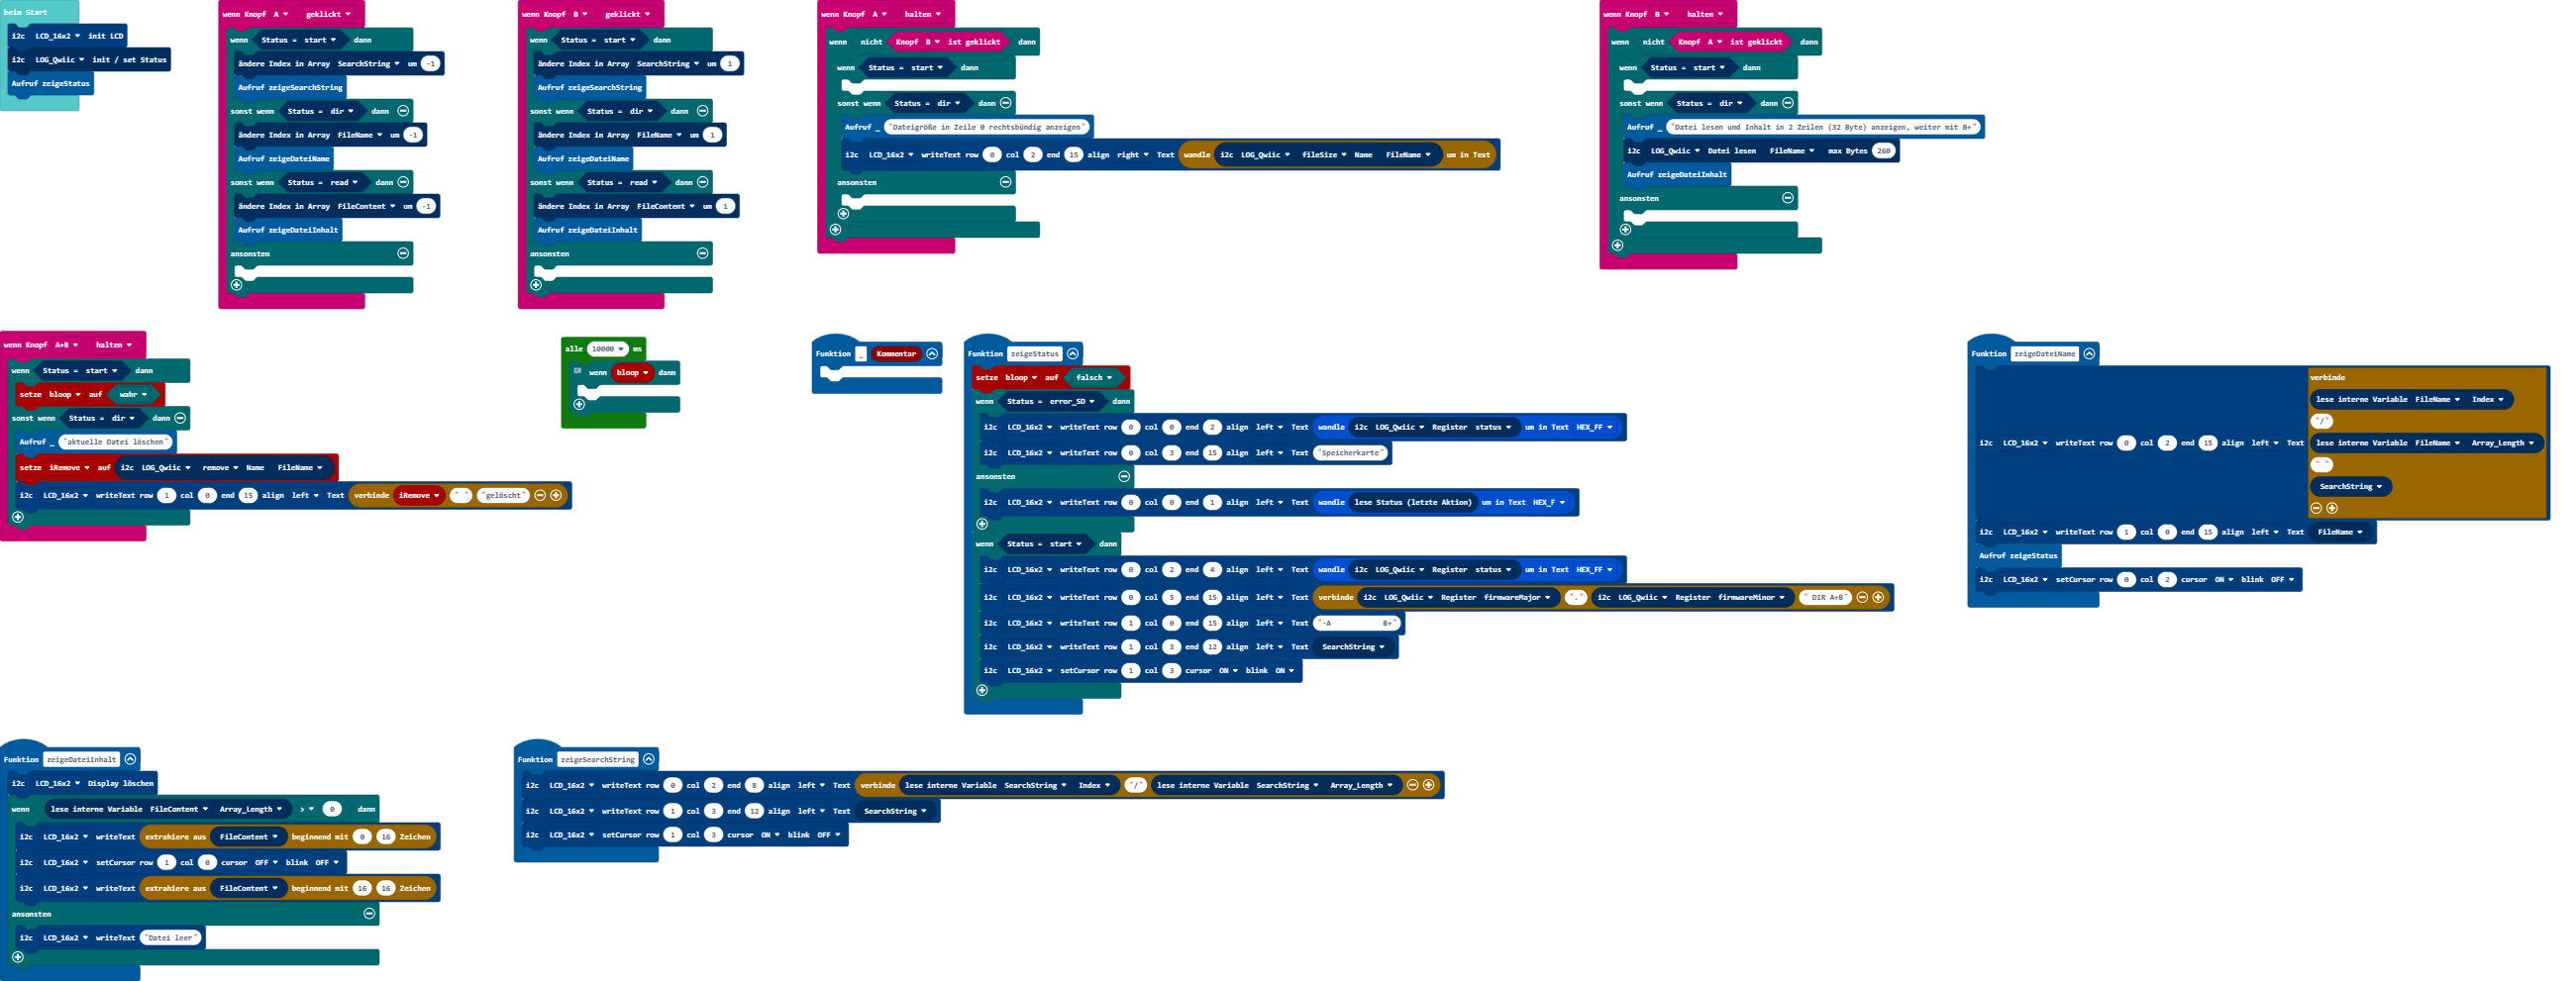 beim Start
i2c LCD_16x2 init LCD
i2c LOG_Qwiic init / set Status
Aufruf zeigeStatus
wenn Knopf A geklickt
wenn Status = start dann
ändere Index in Array SearchString um -1
Aufruf zeigeSearchString
sonst wenn Status = dir dann
ändere Index in Array FileName um -1
Aufruf zeigeDateiName
sonst wenn Status = read dann
ändere Index in Array FileContent um -1
Aufruf zeigeDateiInhalt
ansonsten
wenn Knopf B geklickt
wenn Status = start dann
ändere Index in Array SearchString um 1
Aufruf zeigeSearchString
sonst wenn Status = dir dann
ändere Index in Array FileName um 1
Aufruf zeigeDateiName
sonst wenn Status = read dann
ändere Index in Array FileContent um 1
Aufruf zeigeDateiInhalt
ansonsten
wenn Knopf A halten
wenn nicht Knopf B ist geklickt dann
wenn Status = start dann
sonst wenn Status = dir dann
Aufruf _ "Dateigröße in Zeile 0 rechtsbündig anzeigen"
i2c LCD_16x2 writeText row 0 col 2 end 15 align right Text wandle i2c LOG_Qwiic fileSize Name FileName um in Text
ansonsten
wenn Knopf B halten
wenn nicht Knopf A ist geklickt dann
wenn Status = start dann
sonst wenn Status = dir dann
Aufruf _ "Datei lesen und Inhalt in 2 Zeilen (32 Byte) anzeigen, weiter mit B+"
i2c LOG_Qwiic Datei lesen FileName max Bytes 260
Aufruf zeigeDateiInhalt
ansonsten
wenn Knopf A+B halten
wenn Status = start dann
setze bloop auf wahr
sonst wenn Status = dir dann
Aufruf _ "aktuelle Datei löschen"
setze iRemove auf i2c LOG_Qwiic remove Name FileName
i2c LCD_16x2 writeText row 1 col 0 end 15 align left Text verbinde iRemove " " "gelöscht"
alle 10000 ms
wenn bloop dann
Funktion _ Kommentar
Funktion zeigeStatus
setze bloop auf falsch
wenn Status = error_SD dann
i2c LCD_16x2 writeText row 0 col 0 end 2 align left Text wandle i2c LOG_Qwiic Register status um in Text HEX_FF
i2c LCD_16x2 writeText row 0 col 3 end 15 align left Text "Speicherkarte"
ansonsten
i2c LCD_16x2 writeText row 0 col 0 end 1 align left Text wandle lese Status (letzte Aktion) um in Text HEX_F
wenn Status = start dann
i2c LCD_16x2 writeText row 0 col 2 end 4 align left Text wandle i2c LOG_Qwiic Register status um in Text HEX_FF
i2c LCD_16x2 writeText row 0 col 5 end 15 align left Text verbinde i2c LOG_Qwiic Register firmwareMajor "." i2c LOG_Qwiic Register firmwareMinor " DIR A+B"
i2c LCD_16x2 writeText row 1 col 0 end 15 align left Text "-A            B+"
i2c LCD_16x2 writeText row 1 col 3 end 12 align left Text SearchString
i2c LCD_16x2 setCursor row 1 col 3 cursor ON blink ON
Funktion zeigeDateiName
verbinde
lese interne Variable FileName Index
"/"
i2c LCD_16x2 writeText row 0 col 2 end 15 align left Text lese interne Variable FileName Array_Length
" "
SearchString
i2c LCD_16x2 writeText row 1 col 0 end 15 align left Text FileName
Aufruf zeigeStatus
i2c LCD_16x2 setCursor row 0 col 2 cursor ON blink OFF
Funktion zeigeDateiInhalt
i2c LCD_16x2 Display löschen
wenn lese interne Variable FileContent Array_Length > 0 dann
i2c LCD_16x2 writeText extrahiere aus FileContent beginnend mit 0 16 Zeichen
i2c LCD_16x2 setCursor row 1 col 0 cursor OFF blink OFF
i2c LCD_16x2 writeText extrahiere aus FileContent beginnend mit 16 16 Zeichen
ansonsten
i2c LCD_16x2 writeText "Datei leer"
Funktion zeigeSearchString
i2c LCD_16x2 writeText row 0 col 2 end 8 align left Text verbinde lese interne Variable SearchString Index "/" lese interne Variable SearchString Array_Length
i2c LCD_16x2 writeText row 1 col 3 end 12 align left Text SearchString
i2c LCD_16x2 setCursor row 1 col 3 cursor ON blink OFF